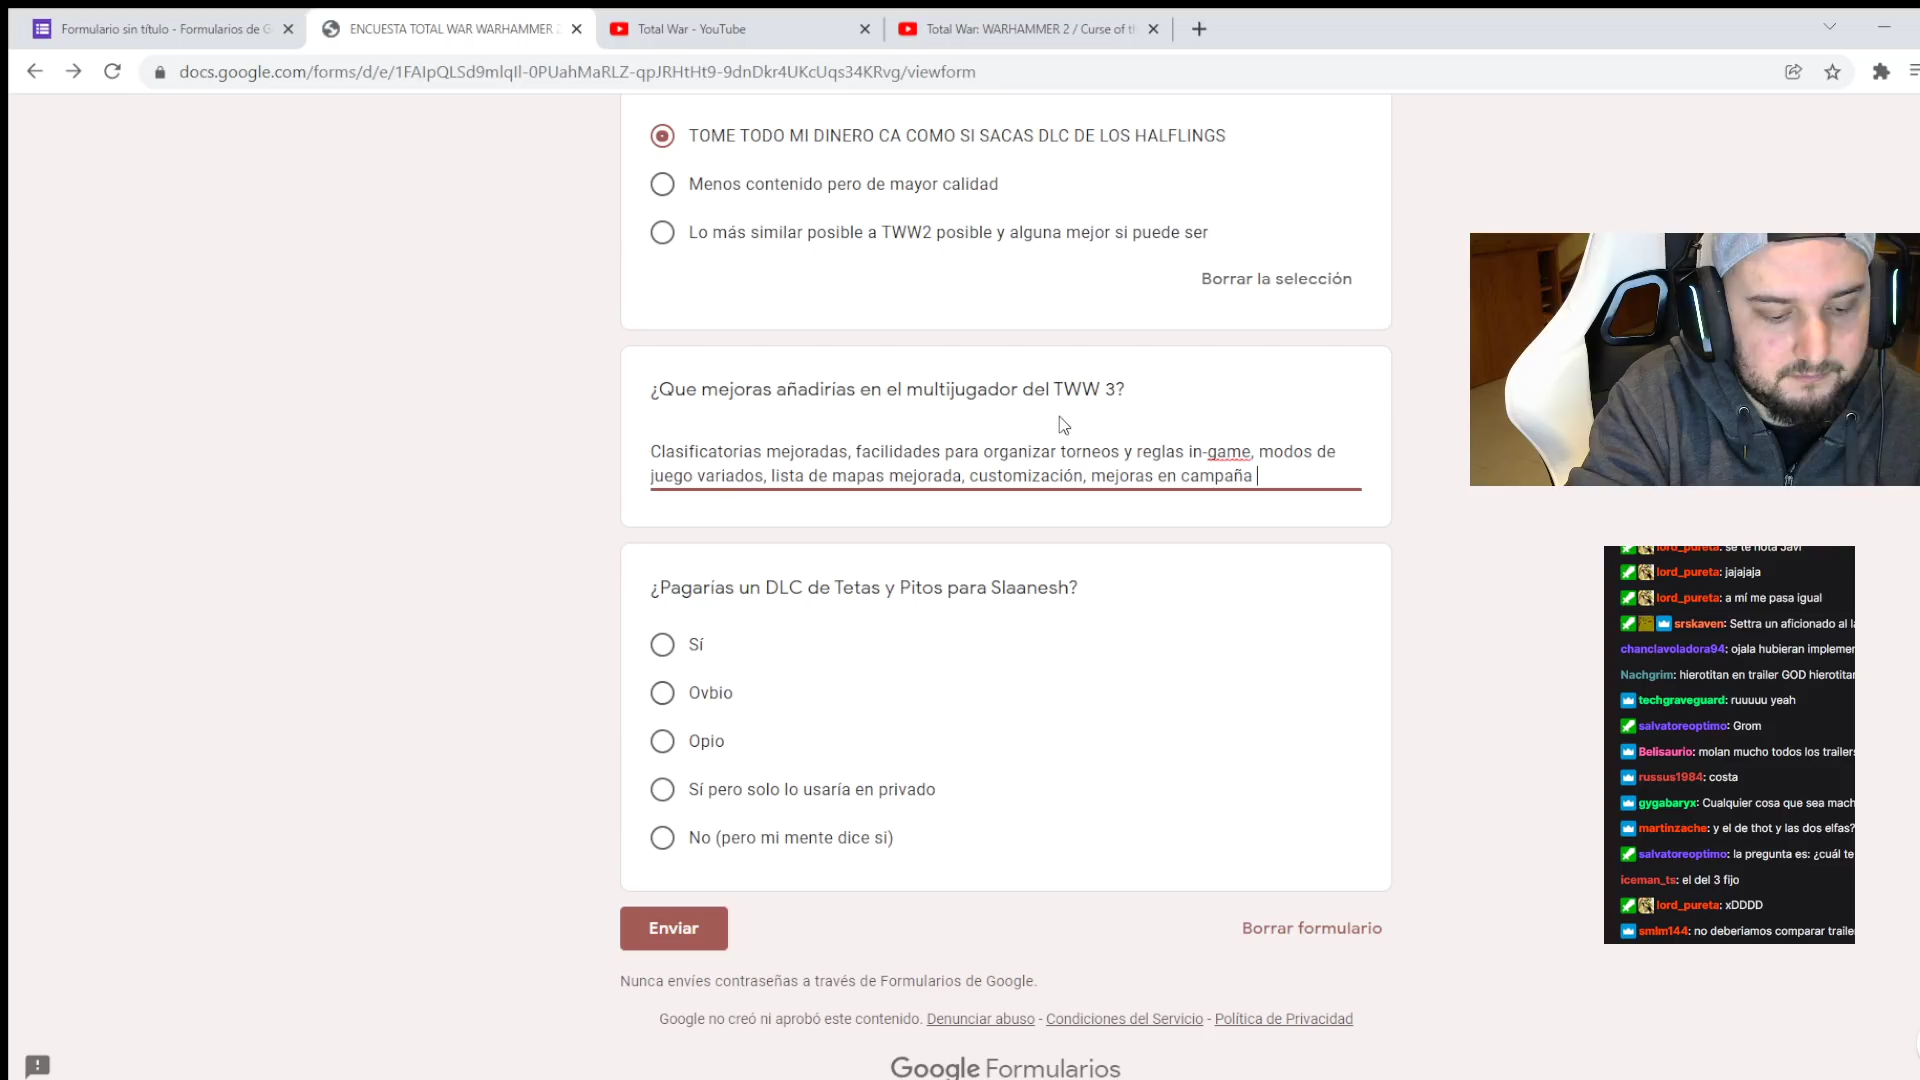 Formulario sin título - Formularios de G
ENCUESTA TOTAL WAR WARHAMMER 2
Total War - YouTube
Total War: WARHAMMER 2 / Curse of th
docs.google.com/forms/d/e/1FAIpQLSd9mlqIl-0PUahMaRLZ-qpJRHtHt9-9dnDkr4UKcUqs34KRvg/viewform
TOME TODO MI DINERO CA COMO SI SACAS DLC DE LOS HALFLINGS
Menos contenido pero de mayor calidad
Lo más similar posible a TWW2 posible y alguna mejor si puede ser
Borrar la selección
¿Que mejoras añadirías en el multijugador del TWW 3?
Clasificatorias mejoradas, facilidades para organizar torneos y reglas in-game, modos de
juego variados, lista de mapas mejorada, customización, mejoras en campaña
¿Pagarías un DLC de Tetas y Pitos para Slaanesh?
Sí
Ovbio
Opio
Sí pero solo lo usaría en privado
No (pero mi mente dice si)
Enviar
Borrar formulario
Nunca envíes contraseñas a través de Formularios de Google.
Google no creó ni aprobó este contenido. Denunciar abuso - Condiciones del Servicio - Política de Privacidad
Google Formularios
lord_pureta: se te nota Javi
lord_pureta: jajajaja
lord_pureta: a mí me pasa igual
srskaven: Settra un aficionado al l
chanclavoladora94: ojala hubieran implemen
Nachgrim: hierotitan en trailer GOD hierotitan
techgraveguard: ruuuuu yeah
salvatoreoptimo: Grom
Belisaurio: molan mucho todos los trailers
russus1984: costa
gygabaryx: Cualquier cosa que sea mach
martinzache: y el de thot y las dos elfas?
salvatoreoptimo: la pregunta es: ¿cuál te
iceman_ts: el del 3 fijo
lord_pureta: xDDDD
smlm144: no deberiamos comparar traile